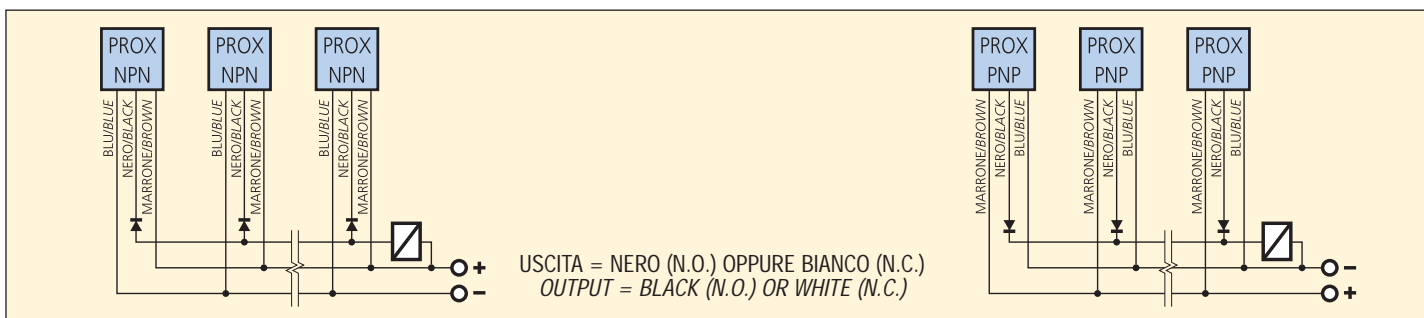 PROX
NPN
PROX
NPN
PROX
NPN
BLU/BLUE
NERO/BLACK
MARRONE/BROWN
BLU/BLUE
NERO/BLACK
MARRONE/BROWN
BLU/BLUE
NERO/BLACK
MARRONE/BROWN
+
−
USCITA = NERO (N.O.) OPPURE BIANCO (N.C.)
OUTPUT = BLACK (N.O.) OR WHITE (N.C.)
PROX
PNP
PROX
PNP
PROX
PNP
MARRONE/BROWN
NERO/BLACK
BLU/BLUE
MARRONE/BROWN
NERO/BLACK
BLU/BLUE
MARRONE/BROWN
NERO/BLACK
BLU/BLUE
−
+